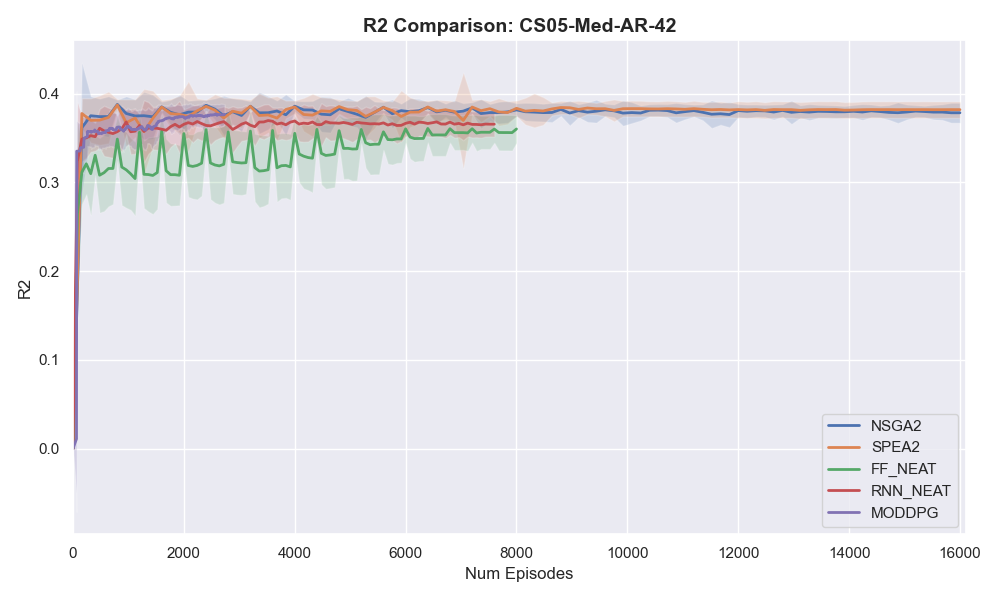 R2 Comparison: CS05-Med-AR-42
R2
0.4
0.3
0.2
0.1
0.0
0 2000 4000 6000 8000 10000 12000 14000 16000
Num Episodes
NSGA2
SPEA2
FF_NEAT
RNN_NEAT
MODDPG